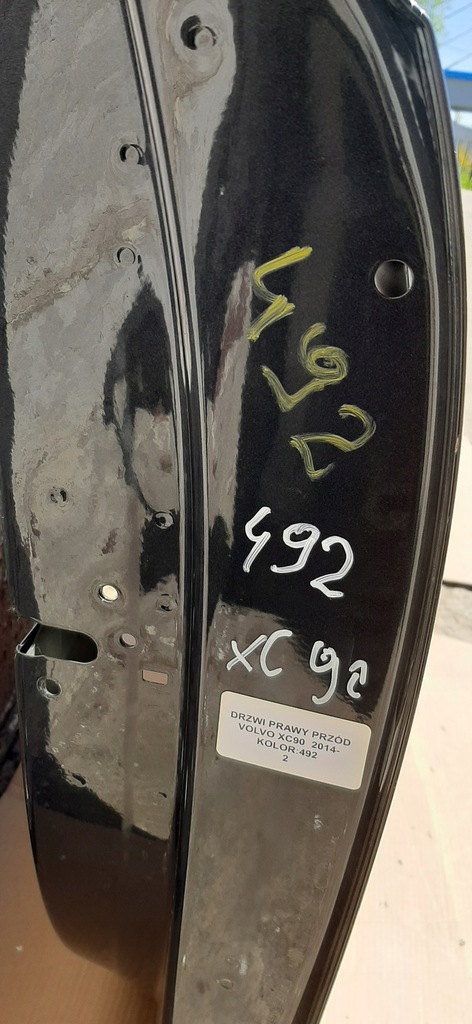 492
492
XC 90
DRZWI PRAWY PRZÓD
VOLVO XC90 2014-
KOLOR:492
2